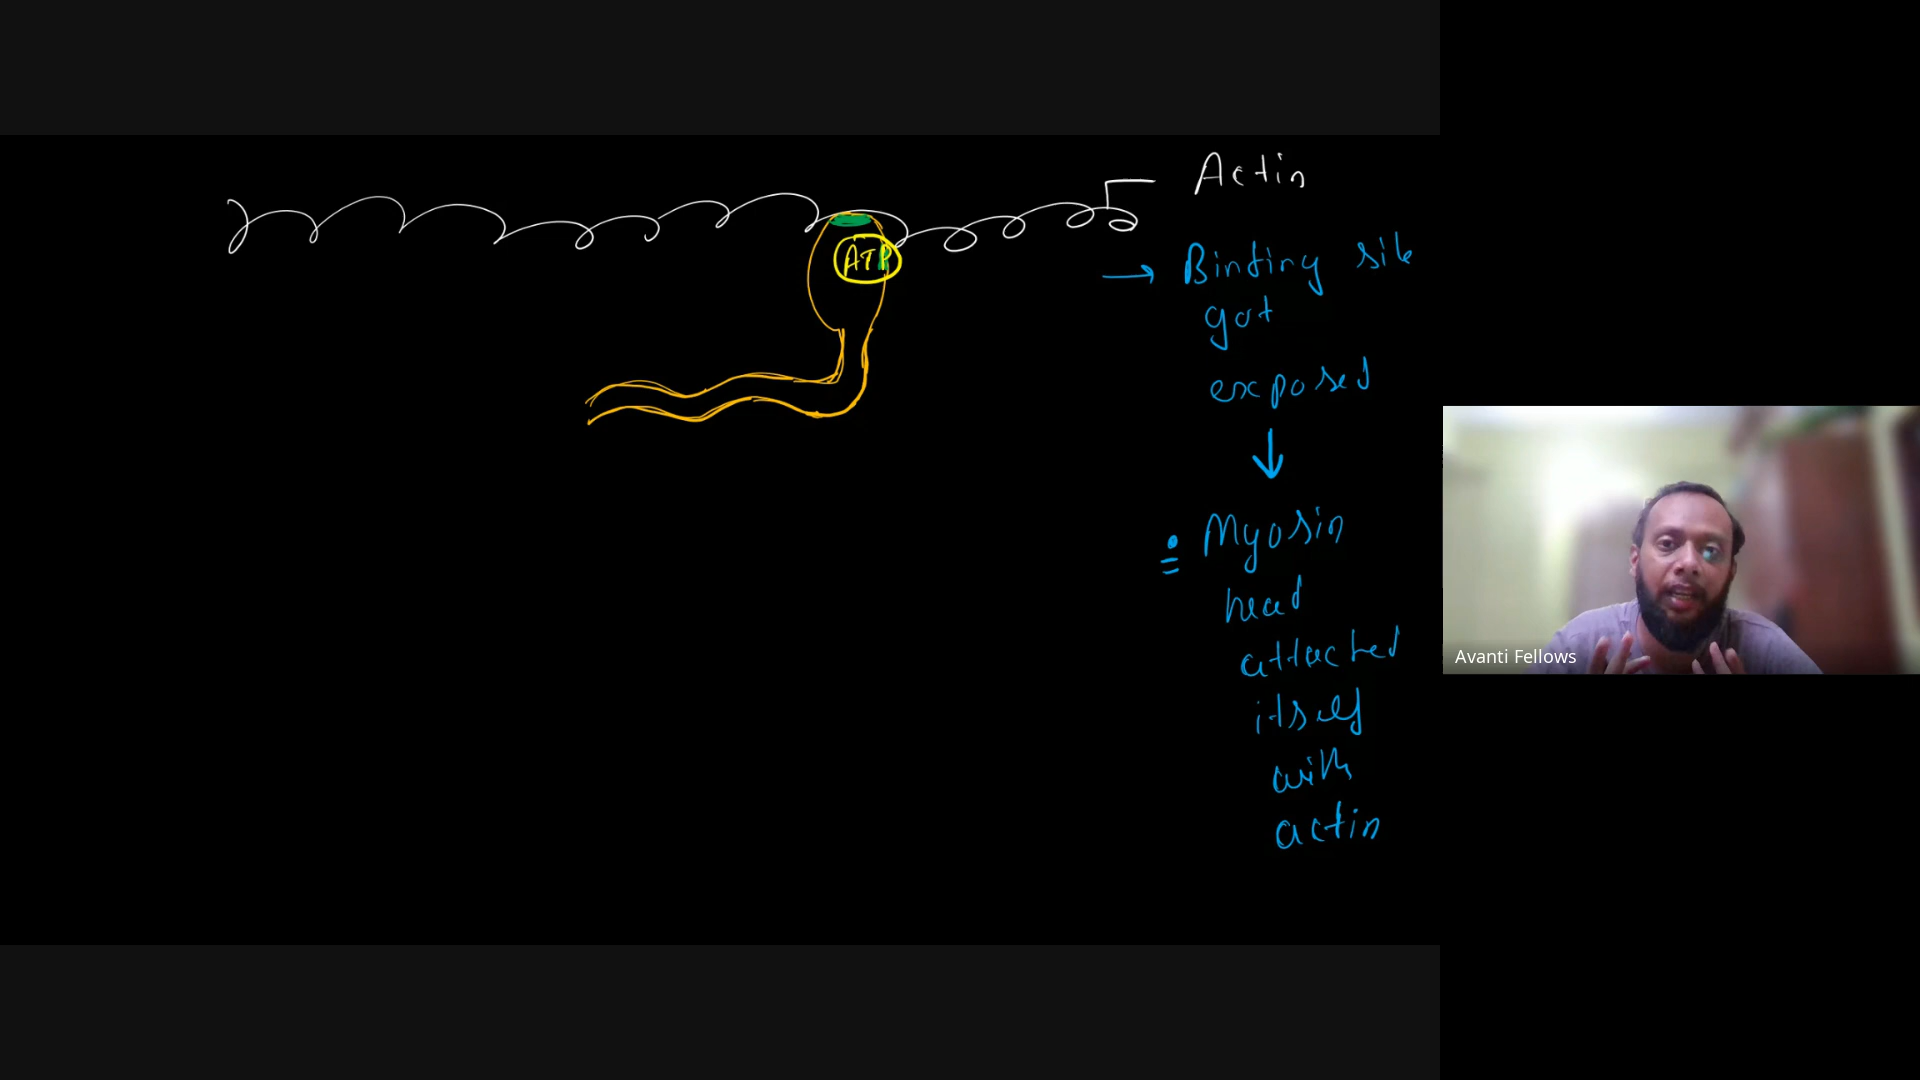 Actin
ATP
→ Binding site
got
exposed
↓
Myosin
head
attached
itself
with
actin
Avanti Fellows